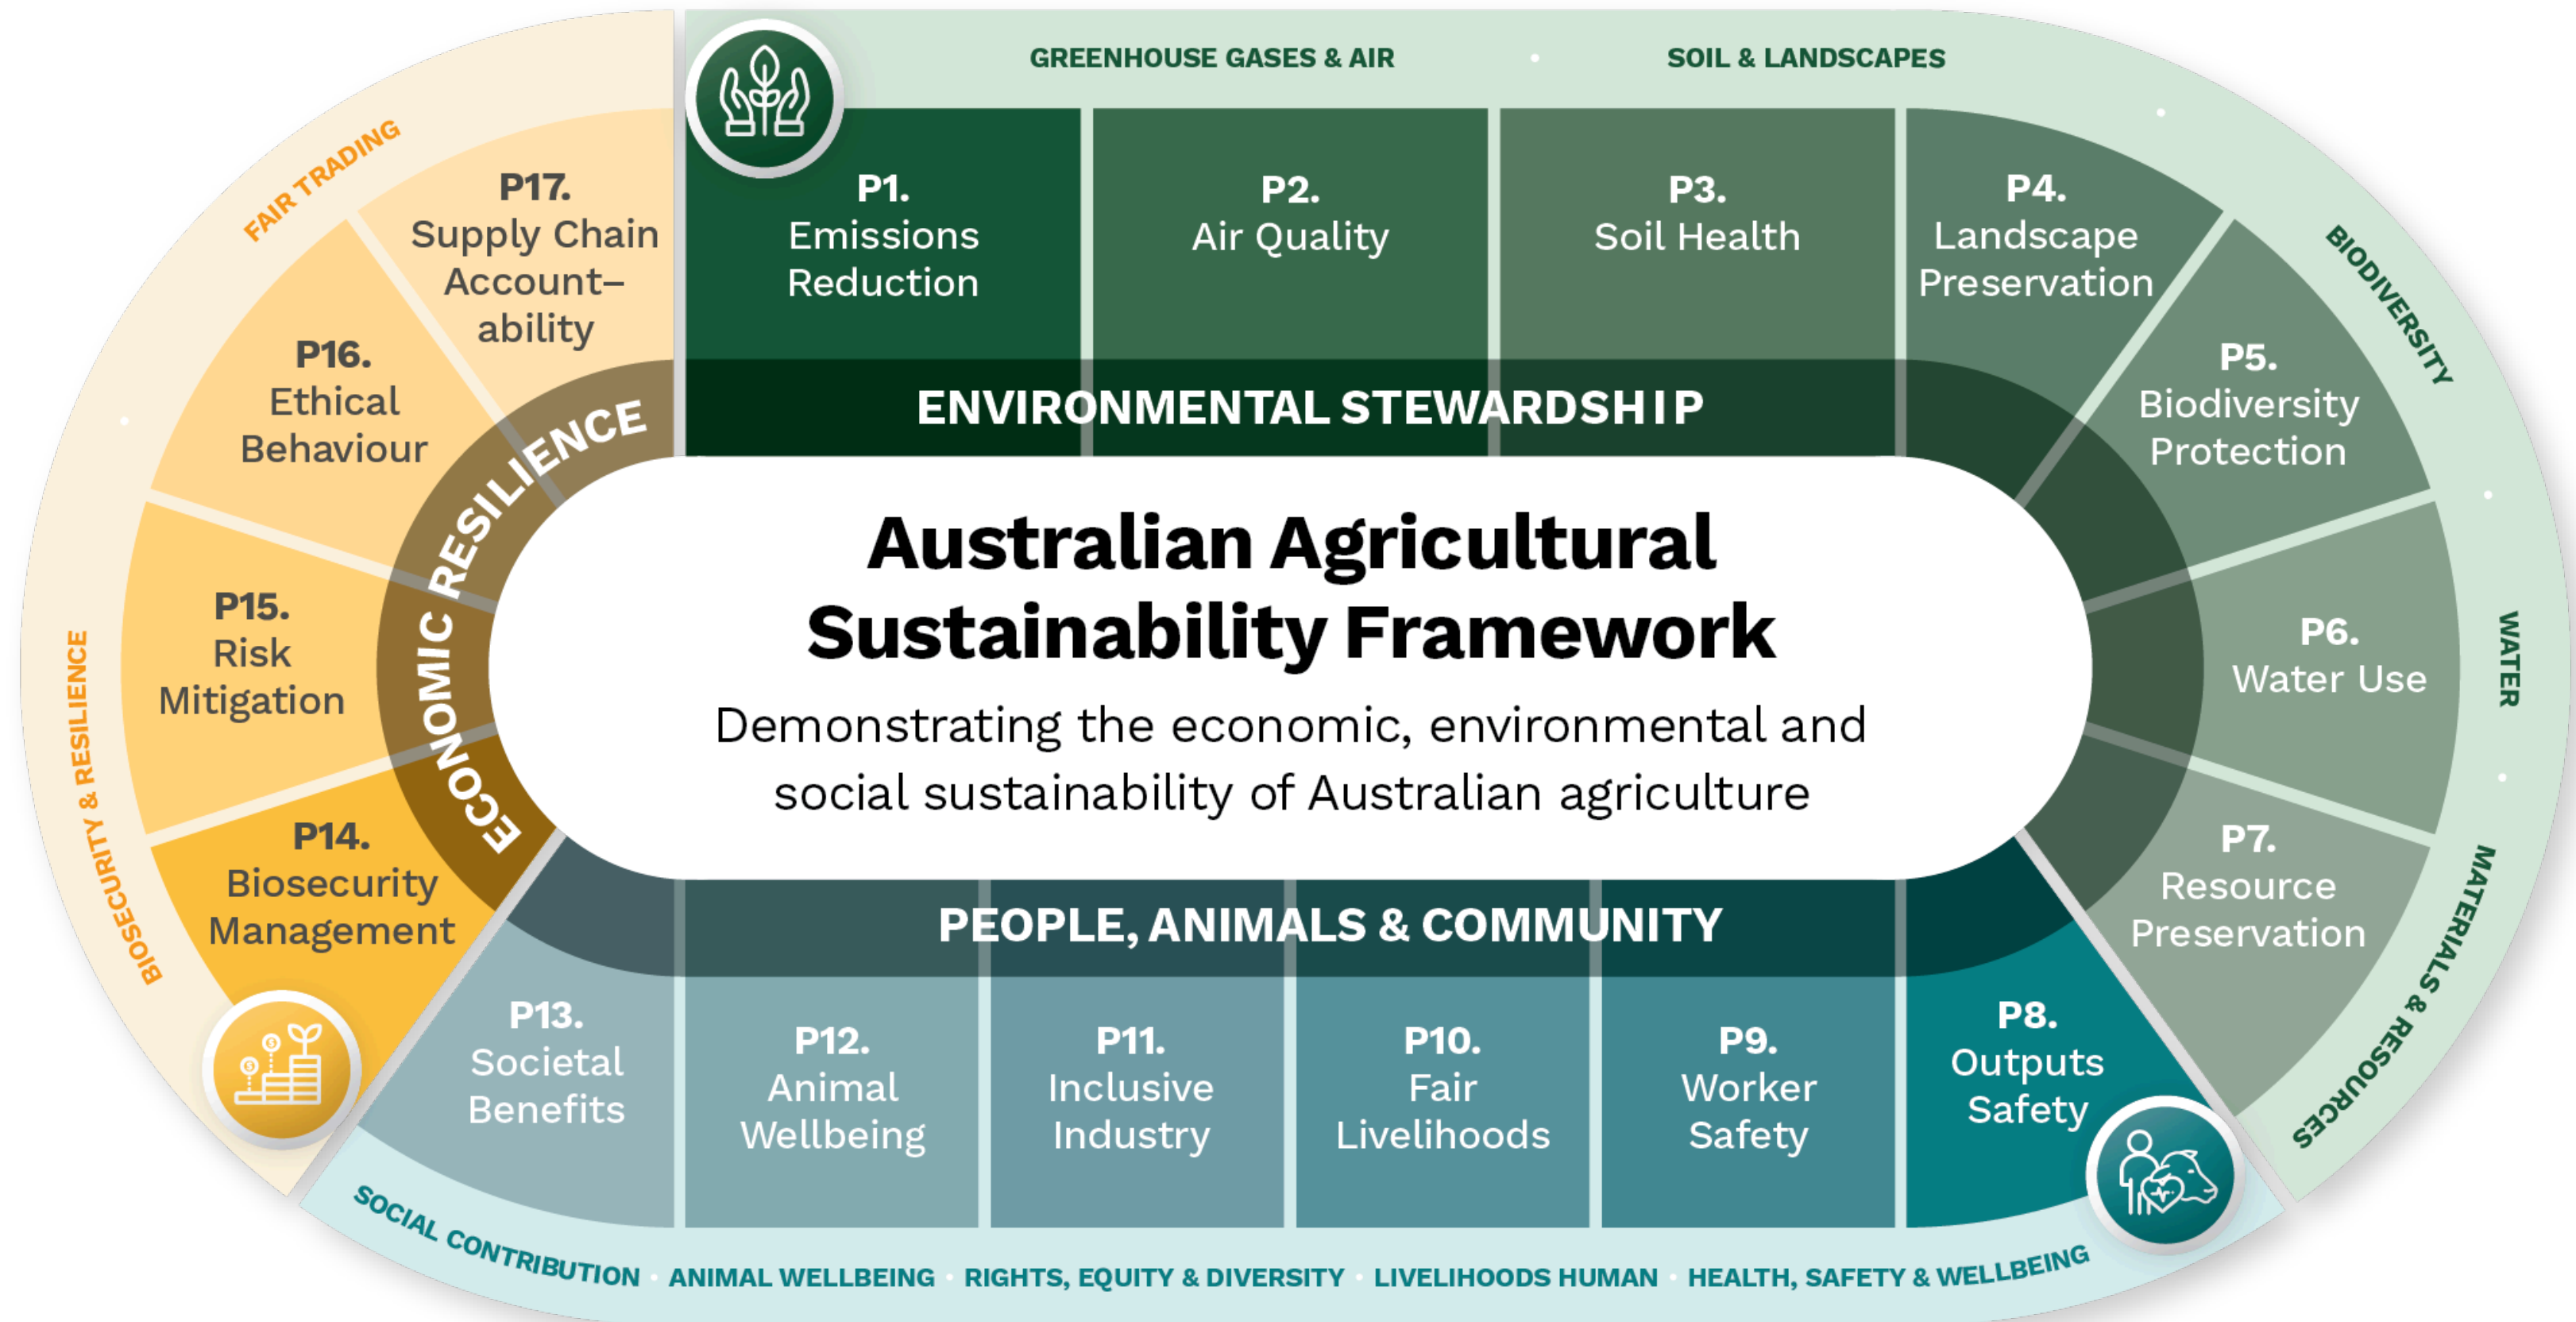 GREENHOUSE GASES & AIR
SOIL & LANDSCAPES
BIODIVERSITY
WATER
MATERIALS & RESOURCES
P1.
Emissions
Reduction
P2.
Air Quality
P3.
Soil Health
P4.
Landscape
Preservation
P5.
Biodiversity
Protection
P6.
Water Use
P7.
Resource
Preservation
ENVIRONMENTAL STEWARDSHIP
Australian Agricultural
Sustainability Framework
Demonstrating the economic, environmental and
social sustainability of Australian agriculture
PEOPLE, ANIMALS & COMMUNITY
P8.
Outputs
Safety
P9.
Worker
Safety
P10.
Fair
Livelihoods
P11.
Inclusive
Industry
P12.
Animal
Wellbeing
P13.
Societal
Benefits
SOCIAL CONTRIBUTION
ANIMAL WELLBEING
RIGHTS, EQUITY & DIVERSITY
LIVELIHOODS HUMAN
HEALTH, SAFETY & WELLBEING
ECONOMIC RESILIENCE
P14.
Biosecurity
Management
P15.
Risk
Mitigation
P16.
Ethical
Behaviour
P17.
Supply Chain
Account–
ability
BIOSECURITY & RESILIENCE
FAIR TRADING